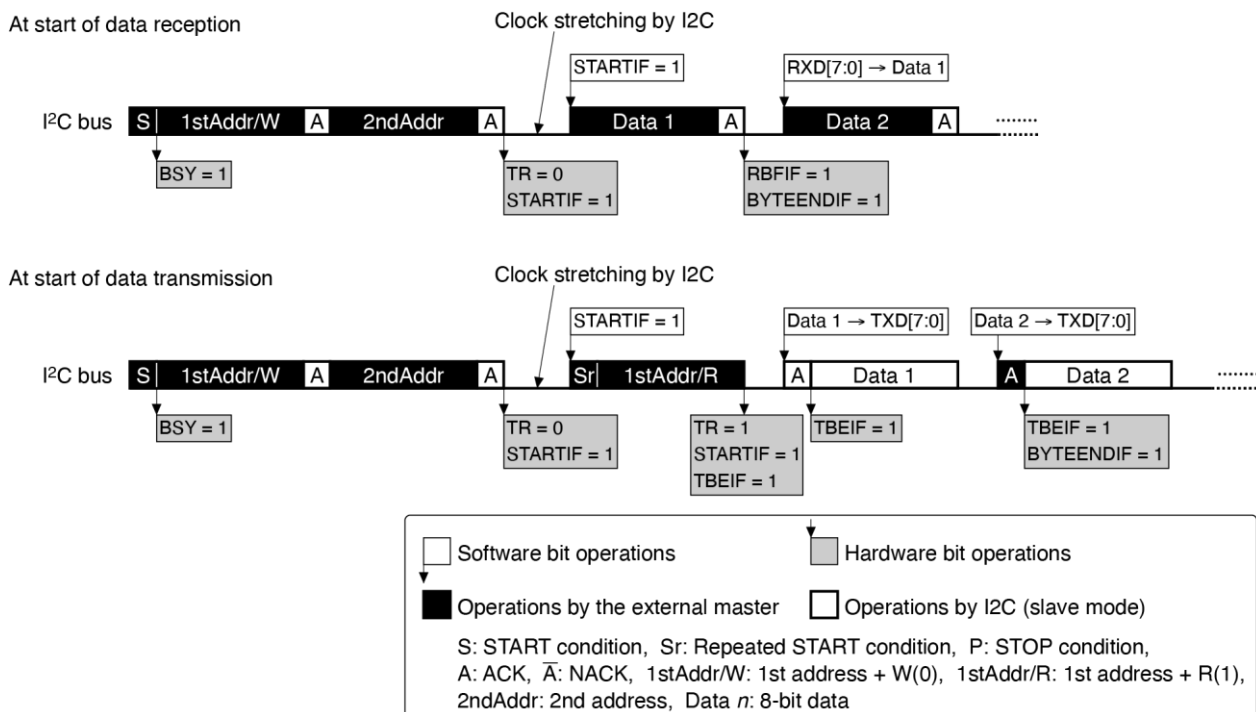 At start of data reception
Clock stretching by I2C
STARTIF = 1
RXD[7:0] → Data 1
I²C bus S 1stAddr/W A 2ndAddr A Data 1 A Data 2 A
BSY = 1
TR = 0
STARTIF = 1
RBFIF = 1
BYTEENDIF = 1
At start of data transmission
Clock stretching by I2C
STARTIF = 1
Data 1 → TXD[7:0]
Data 2 → TXD[7:0]
I²C bus S 1stAddr/W A 2ndAddr A Sr 1stAddr/R A Data 1 A Data 2
BSY = 1
TR = 0
STARTIF = 1
TR = 1
STARTIF = 1
TBEIF = 1
TBEIF = 1
TBEIF = 1
BYTEENDIF = 1
Software bit operations
Hardware bit operations
Operations by the external master
Operations by I2C (slave mode)
S: START condition, Sr: Repeated START condition, P: STOP condition,
A: ACK, A̅: NACK, 1stAddr/W: 1st address + W(0), 1stAddr/R: 1st address + R(1),
2ndAddr: 2nd address, Data n: 8-bit data